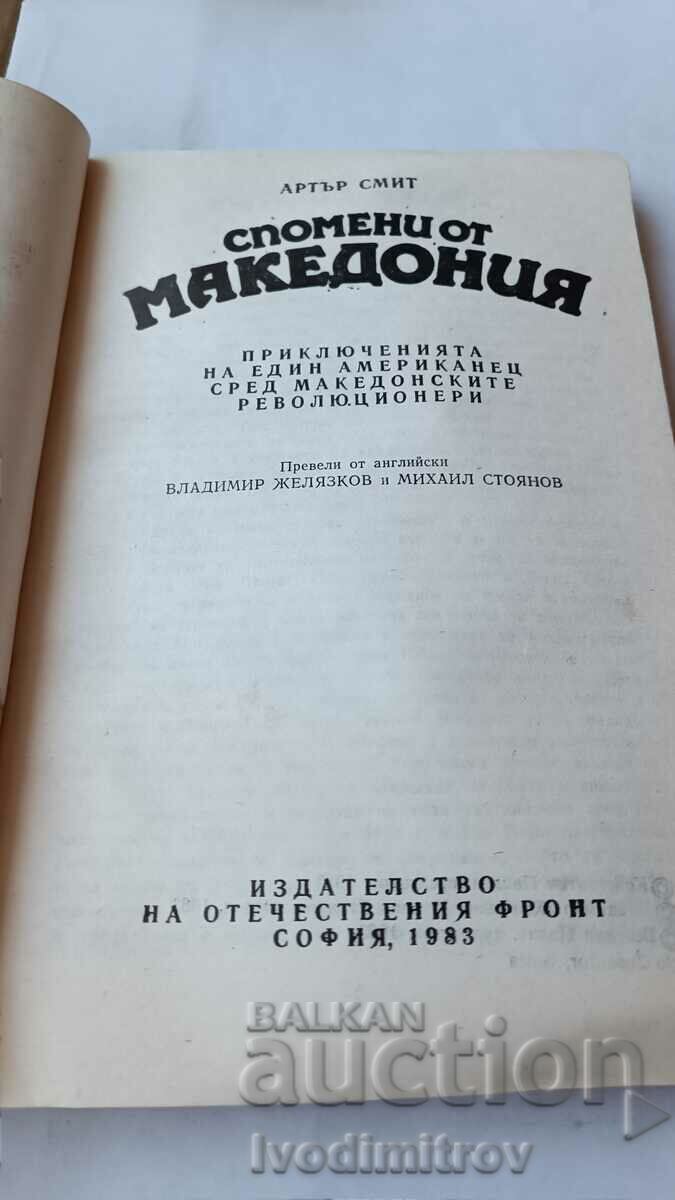 АРТЪР СМИТ
СПОМЕНИ ОТ
МАКЕДОНИЯ
ПРИКЛЮЧЕНИЯТА
НА ЕДИН АМЕРИКАНЕЦ
СРЕД МАКЕДОНСКИТЕ
РЕВОЛЮЦИОНЕРИ
Превели от английски
ВЛАДИМИР ЖЕЛЯЗКОВ и МИХАИЛ СТОЯНОВ
ИЗДАТЕЛСТВО
НА ОТЕЧЕСТВЕНИЯ ФРОНТ
СОФИЯ, 1983
BALKAN
auction
Ivodimitrov